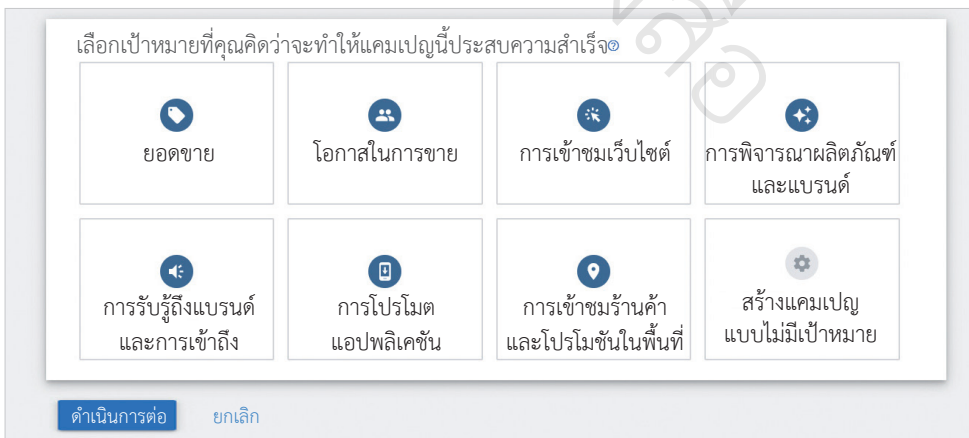 เลือกเป้าหมายที่คุณคิดว่าจะทำให้แคมเปญนี้ประสบความสำเร็จ
ยอดขาย
โอกาสในการขาย
การเข้าชมเว็บไซต์
การพิจารณาผลิตภัณฑ์
และแบรนด์
การรับรู้ถึงแบรนด์
และการเข้าถึง
การโปรโมต
แอปพลิเคชัน
การเข้าชมร้านค้า
และโปรโมชันในพื้นที่
สร้างแคมเปญ
แบบไม่มีเป้าหมาย
ดำเนินการต่อ
ยกเลิก